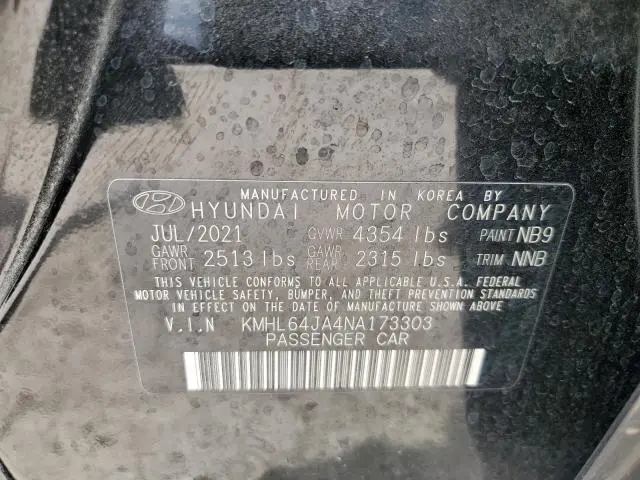 MANUFACTURED IN KOREA BY
HYUNDAI MOTOR COMPANY
JUL/2021 GVWR 4354 lbs PAINT NB9
GAWR FRONT 2513 lbs GAWR REAR 2315 lbs TRIM NNB
THIS VEHICLE CONFORMS TO ALL APPLICABLE U.S.A. FEDERAL
MOTOR VEHICLE SAFETY, BUMPER, AND THEFT PREVENTION STANDARDS
IN EFFECT ON THE DATE OF MANUFACTURE SHOWN ABOVE
V.I.N KMHL64JA4NA173303
PASSENGER CAR